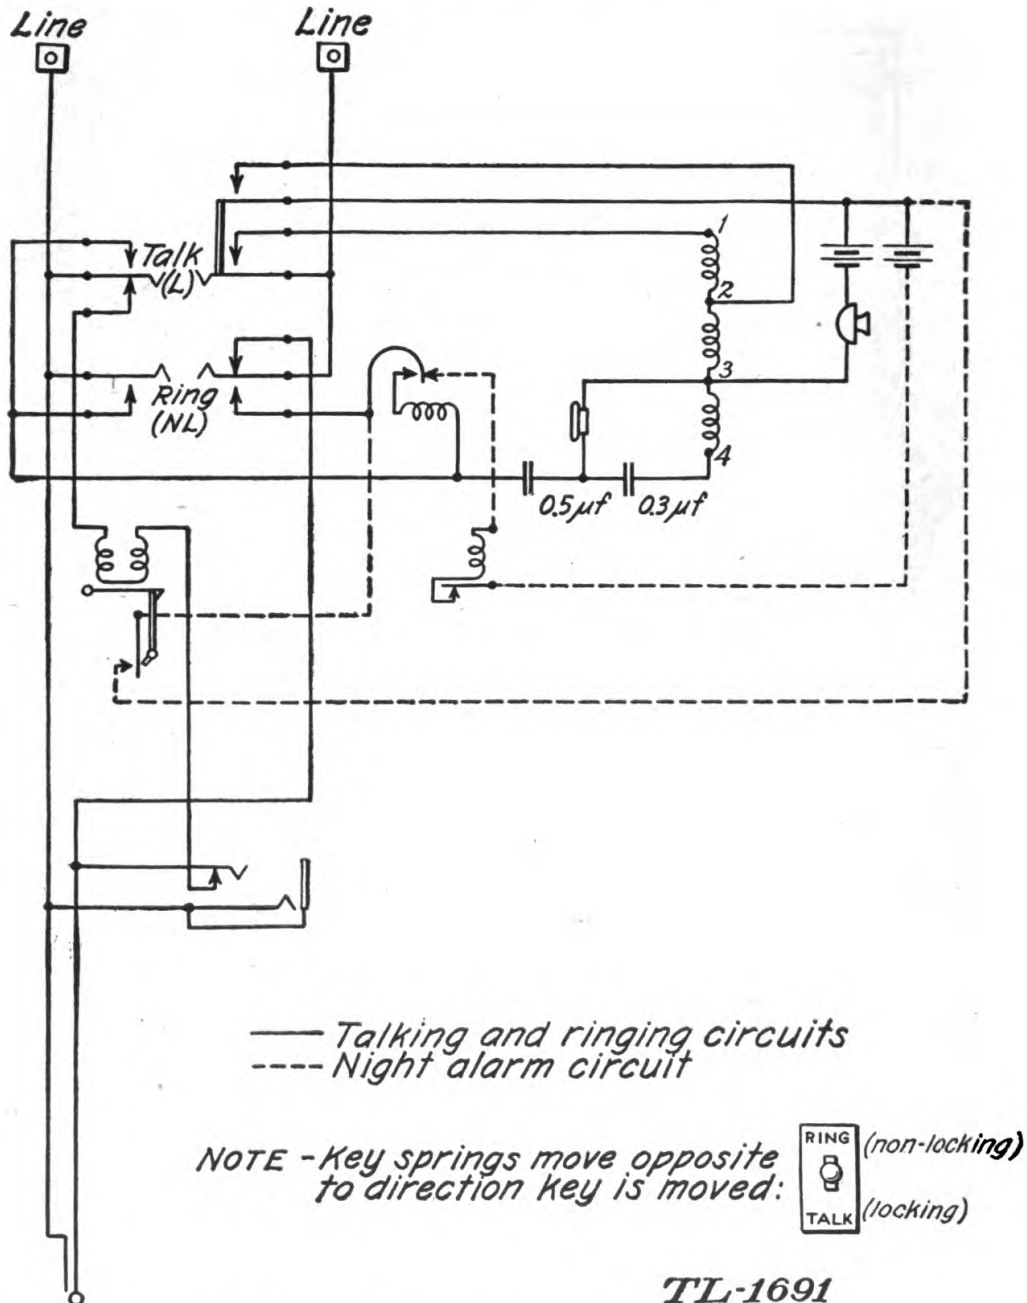 Line Line
Talk
(L)
Ring
(NL)
1
2
3
4
0.5µf 0.3µf
Talking and ringing circuits
Night alarm circuit
NOTE - Key springs move opposite
to direction key is moved:
RING (non-locking)
TALK (locking)
TL-1691